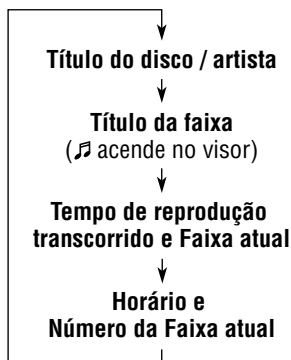 Título do disco / artista
Título da faixa
(♫ acende no visor)
Tempo de reprodução
transcorrido e Faixa atual
Horário e
Número da Faixa atual